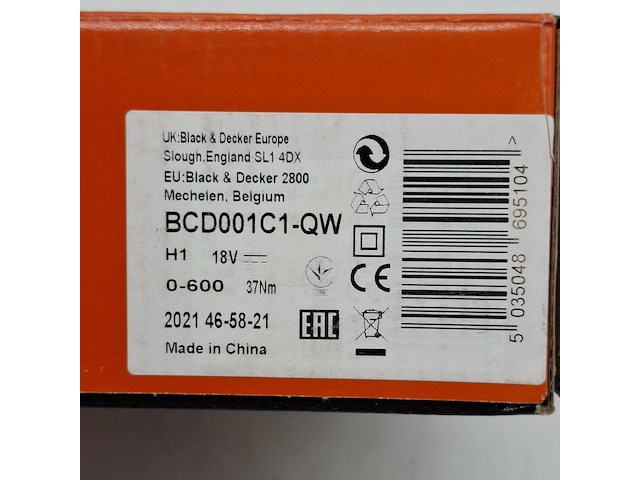 UK:Black & Decker Europe
Slough,England SL1 4DX
EU:Black & Decker 2800
Mechelen, Belgium
BCD001C1-QW
H1 18V
0-600 37Nm
2021 46-58-21
Made in China
CE
EAC
5 035048 695104 >